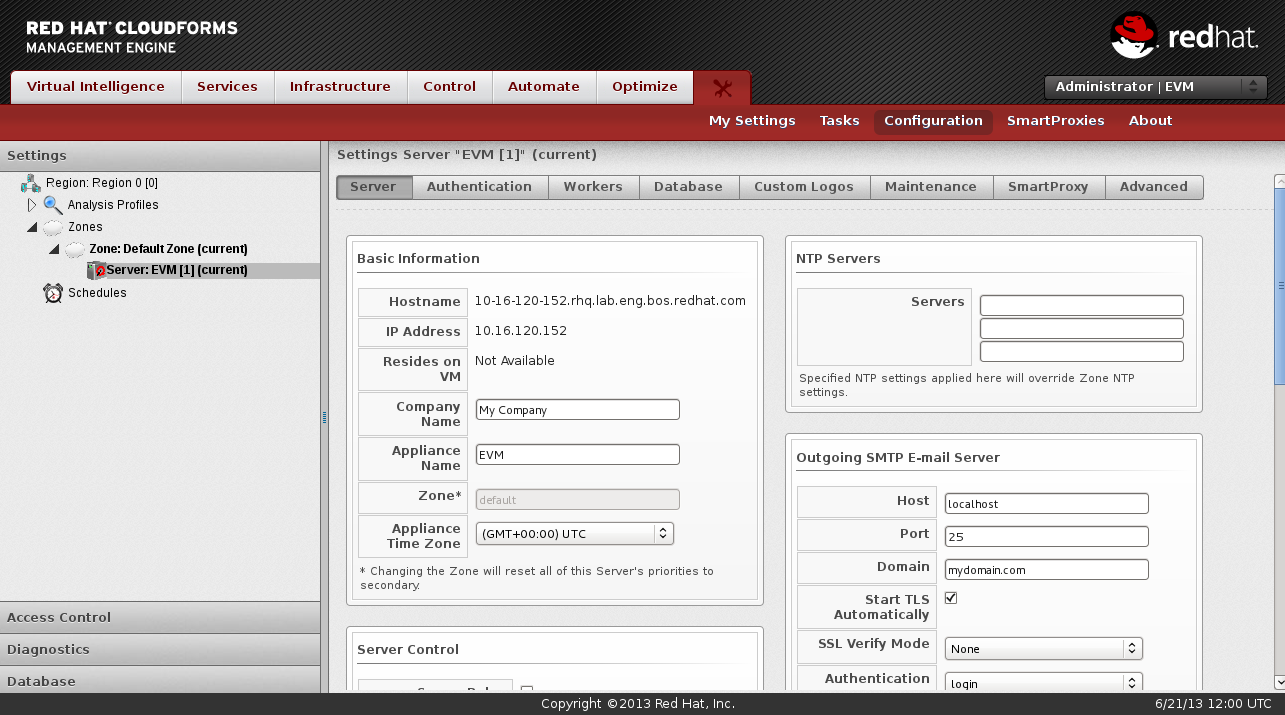 RED HAT CLOUDFORMS
MANAGEMENT ENGINE
redhat.
Virtual Intelligence Services Infrastructure Control Automate Optimize
Administrator | EVM
My Settings Tasks Configuration SmartProxies About
Settings
Region: Region 0 [0]
Analysis Profiles
Zones
Zone: Default Zone (current)
Server: EVM [1] (current)
Schedules
Access Control
Diagnostics
Database
Settings Server "EVM [1]" (current)
Server Authentication Workers Database Custom Logos Maintenance SmartProxy Advanced
Basic Information
Hostname 10-16-120-152.rhq.lab.eng.bos.redhat.com
IP Address 10.16.120.152
Resides on Not Available
VM
Company My Company
Name
Appliance EVM
Name
Zone* default
Appliance (GMT+00:00) UTC
Time Zone
* Changing the Zone will reset all of this Server's priorities to
secondary.
Server Control
NTP Servers
Servers
Specified NTP settings applied here will override Zone NTP
settings.
Outgoing SMTP E-mail Server
Host localhost
Port 25
Domain mydomain.com
Start TLS
Automatically
SSL Verify Mode None
Authentication login
Copyright ©2013 Red Hat, Inc.
6/21/13 12:00 UTC